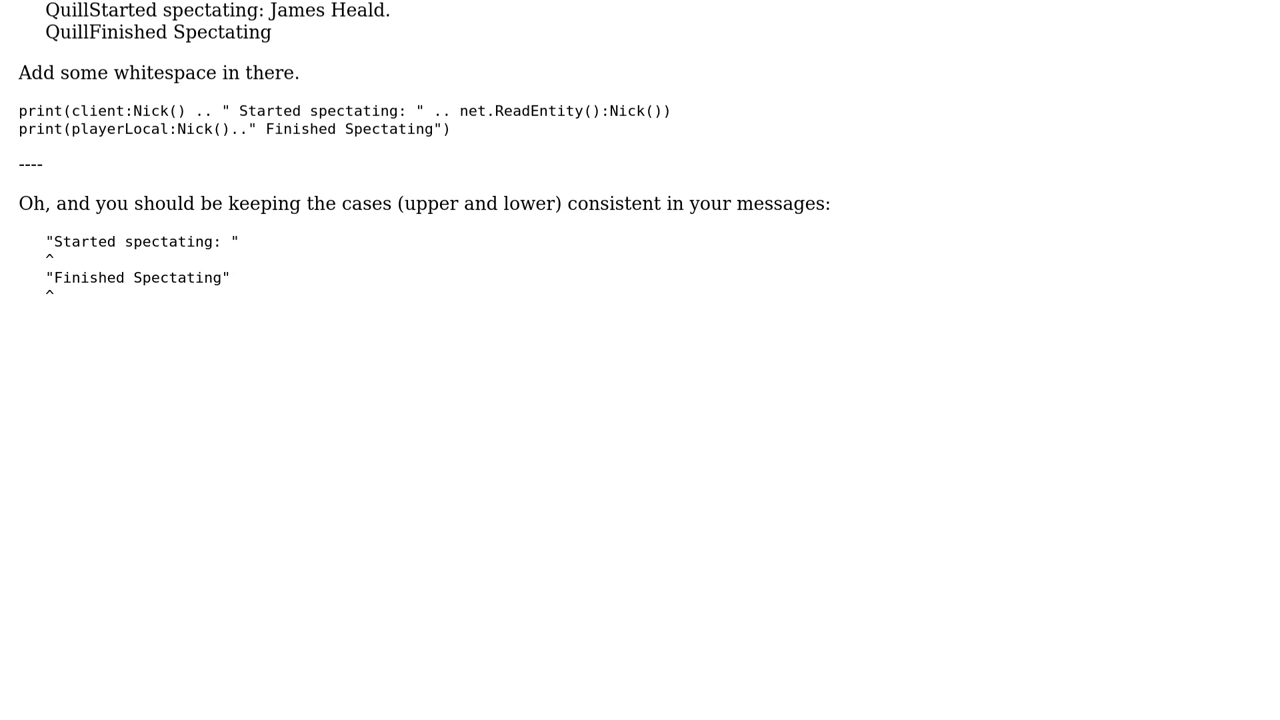 QuillStarted spectating: James Heald.
QuillFinished Spectating
Add some whitespace in there.
print(client:Nick() .. " Started spectating: " .. net.ReadEntity():Nick())
print(playerLocal:Nick().." Finished Spectating")
----
Oh, and you should be keeping the cases (upper and lower) consistent in your messages:
"Started spectating: "
^
"Finished Spectating"
^